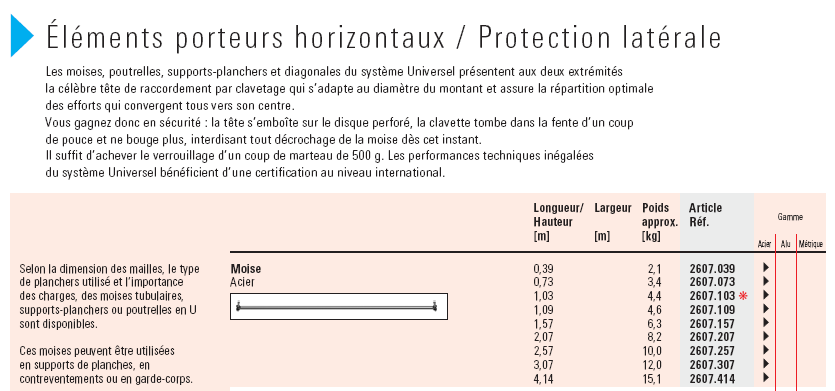 Éléments porteurs horizontaux / Protection latérale
Les moises, poutrelles, supports-planchers et diagonales du système Universel présentent aux deux extrémités
la célèbre tête de raccordement par clavetage qui s'adapte au diamètre du montant et assure la répartition optimale
des efforts qui convergent tous vers son centre.
Vous gagnez donc en sécurité : la tête s'emboîte sur le disque perforé, la clavette tombe dans la fente d'un coup
de pouce et ne bouge plus, interdisant tout décrochage de la moise dès cet instant.
Il suffit d'achever le verrouillage d'un coup de marteau de 500 g. Les performances techniques inégalées
du système Universel bénéficient d'une certification au niveau international.
Longueur/ Largeur Poids Article
Hauteur approx. Réf. Gamme
[m] [m] [kg]
Acier Alu Métrique
Selon la dimension des mailles, le type
de planchers utilisé et l'importance
des charges, des moises tubulaires,
supports-planchers ou poutrelles en U
sont disponibles.
Ces moises peuvent être utilisées
en supports de planches, en
contreventements ou en garde-corps.
Moise
Acier
0,39 2,1 2607.039
0,73 3,4 2607.073
1,03 4,4 2607.103 ✳
1,09 4,6 2607.109
1,57 6,3 2607.157
2,07 8,2 2607.207
2,57 10,0 2607.257
3,07 12,0 2607.307
4,14 15,1 2607.414